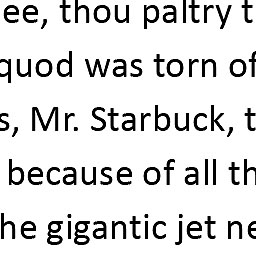 ee, thou paltry t
quod was torn of
s, Mr. Starbuck, t
because of all th
he gigantic jet ne